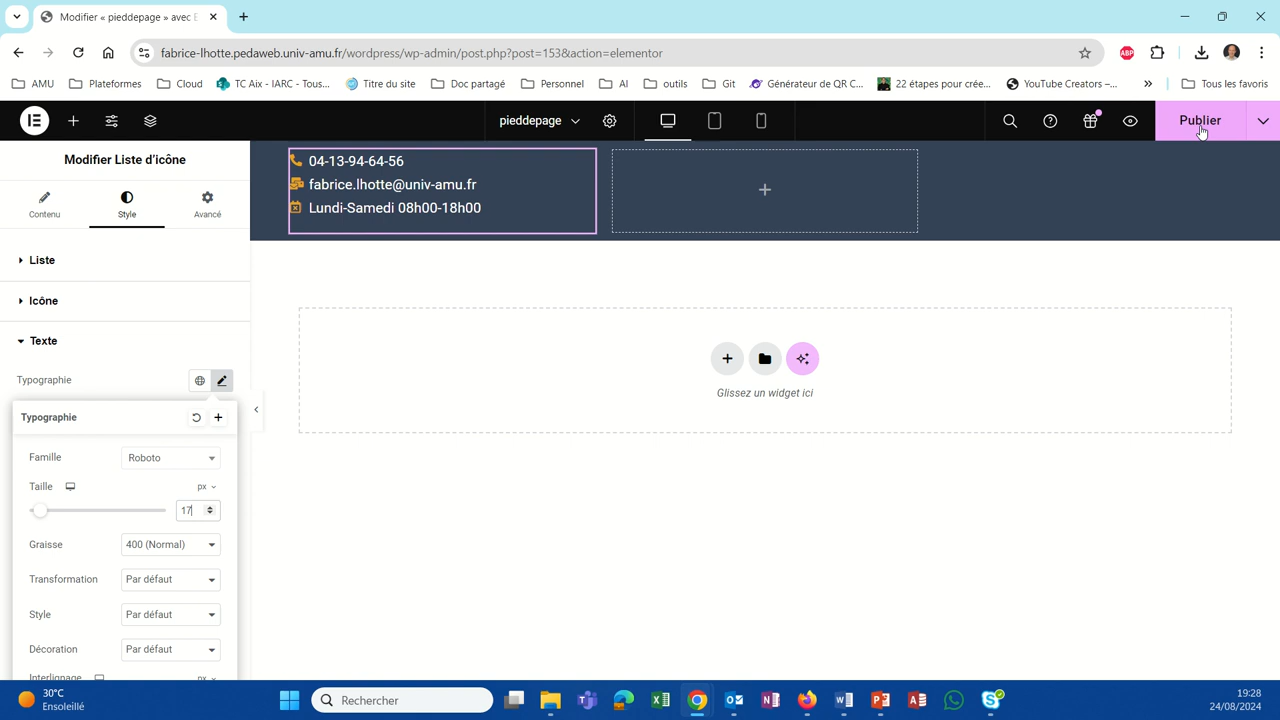 Modifier « pieddepage » avec E
fabrice-lhotte.pedaweb.univ-amu.fr/wordpress/wp-admin/post.php?post=153&action=elementor
ABP
AMU
Plateformes
Cloud
TC Aix - IARC - Tous...
Titre du site
Doc partagé
Personnel
AI
outils
Git
Générateur de QR C...
22 étapes pour crée...
YouTube Creators –...
Tous les favoris
pieddepage
Publier
Modifier Liste d’icône
Contenu
Style
Avancé
Liste
Icône
Texte
Typographie
Typographie
Famille
Roboto
Taille
px
17
Graisse
400 (Normal)
Transformation
Par défaut
Style
Par défaut
Décoration
Par défaut
Interlignage
px
04-13-94-64-56
fabrice.lhotte@univ-amu.fr
Lundi-Samedi 08h00-18h00
Glissez un widget ici
30°C
Ensoleillé
Rechercher
19:28
24/08/2024